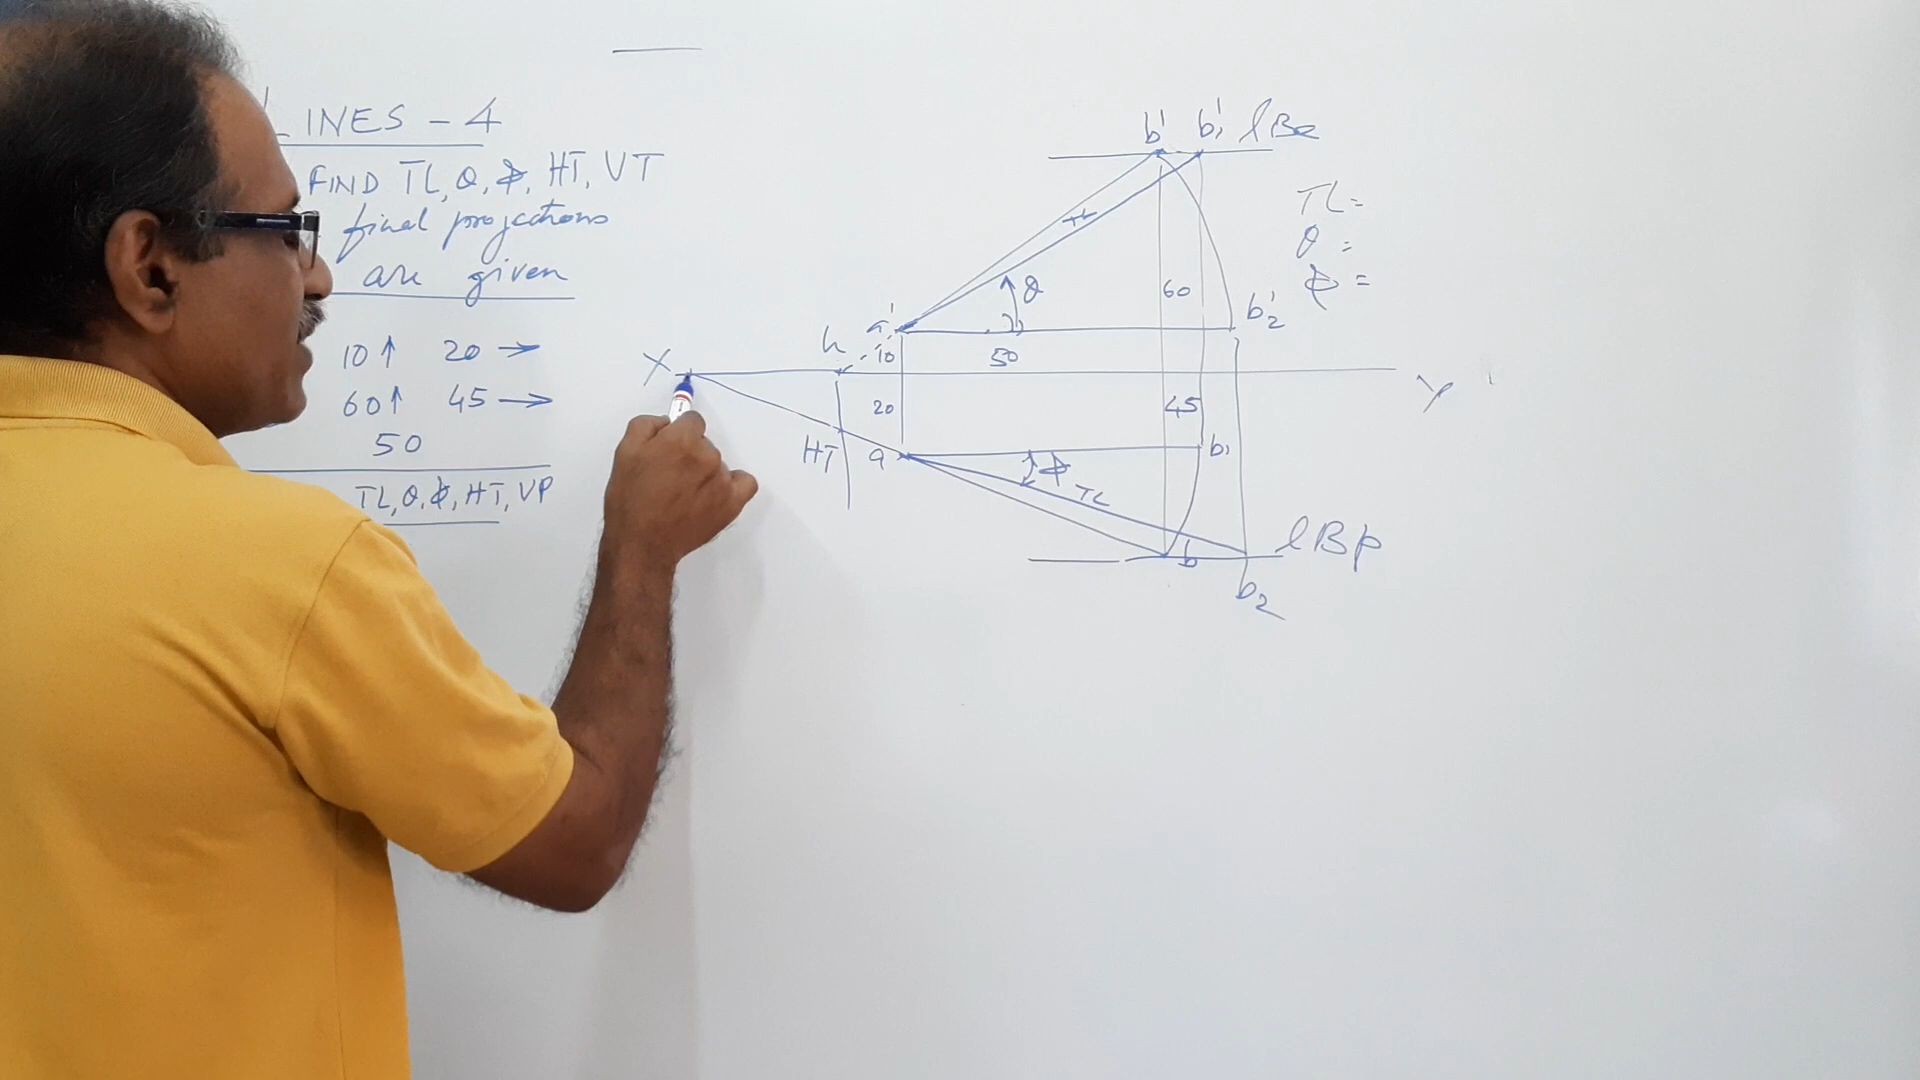 LINES - 4
FIND TL, θ, Φ, HT, VT
final projections
are given
10↑ 20 →
60↑ 45 →
50
TL, θ, Φ, HT, VP
b' b'₁ lBe
TL
TL =
θ =
Φ =
θ
60
b'₂
a'
h
10
50
X
Y
20
45
HT
a
b₁
Φ
TL
b
lBp
b₂